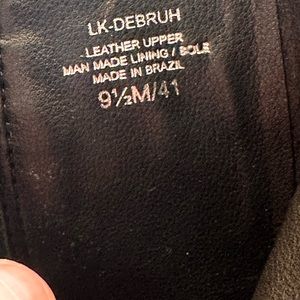 LK-DEBRUH
LEATHER UPPER
MAN MADE LINING / SOLE
MADE IN BRAZIL
9½M/41